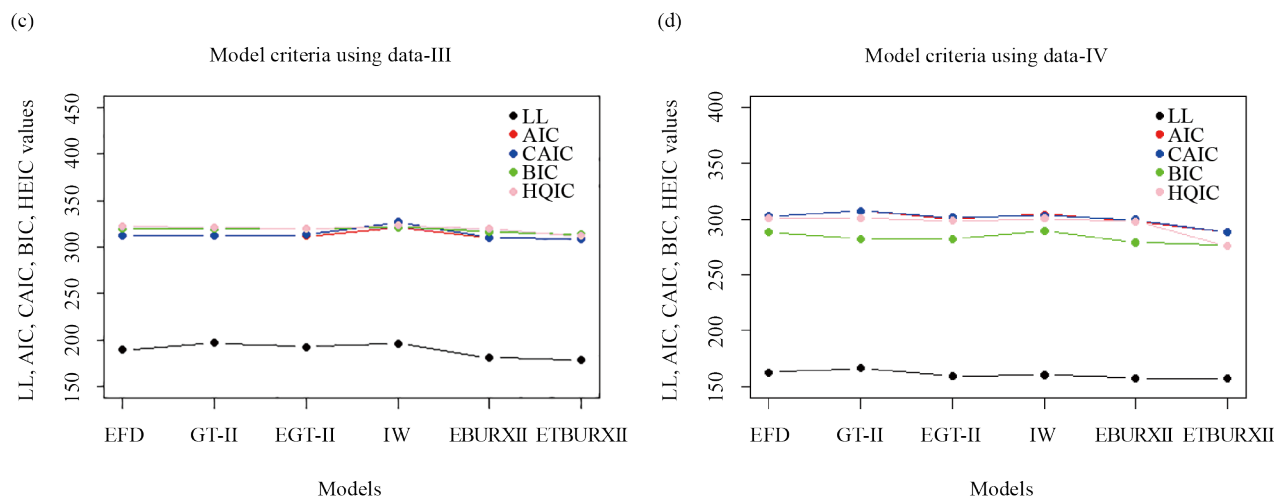 (c)
Model criteria using data-III
LL, AIC, CAIC, BIC, HEIC values
450
400
350
300
250
200
150
LL
AIC
CAIC
BIC
HQIC
EFD
GT-II
EGT-II
IW
EBURXII
ETBURXII
Models
(d)
Model criteria using data-IV
LL, AIC, CAIC, BIC, HEIC values
400
350
300
250
200
150
LL
AIC
CAIC
BIC
HQIC
EFD
GT-II
EGT-II
IW
EBURXII
ETBURXII
Models